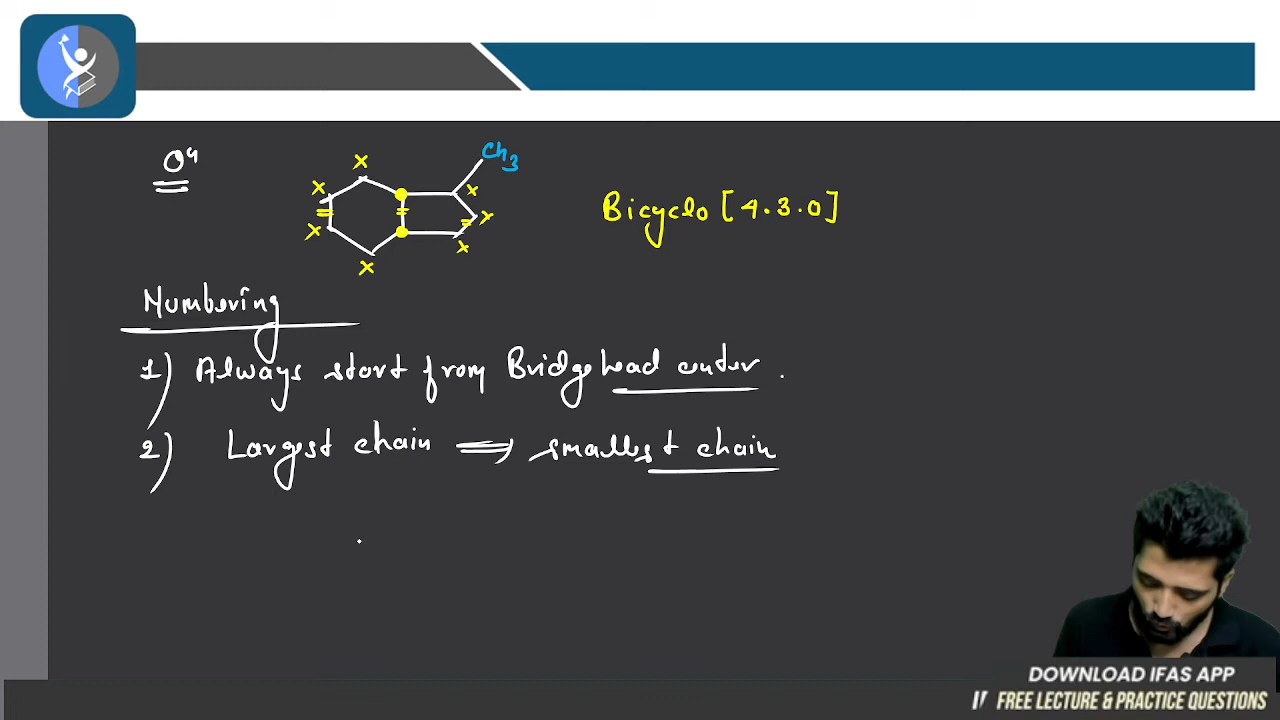 Q4
CH3
Bicyclo [4.3.0]
Numbering
1) Always start from Bridgehead center.
2) Largest chain ⇒ smallest chain
DOWNLOAD IFAS APP
FREE LECTURE & PRACTICE QUESTIONS